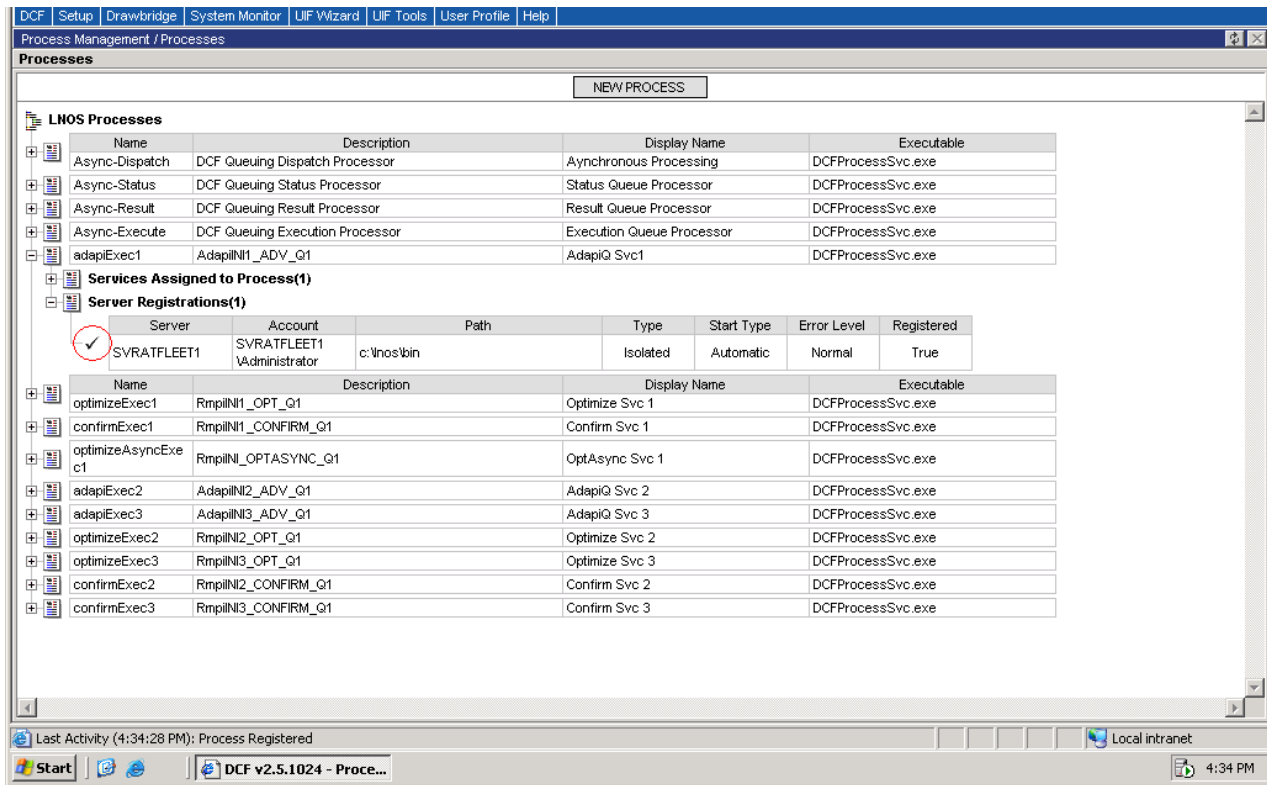 DCF Setup Drawbridge System Monitor UIF Wizard UIF Tools User Profile Help
Process Management / Processes
Processes
NEW PROCESS
LNOS Processes
Name Description Display Name Executable
Async-Dispatch DCF Queuing Dispatch Processor Aynchronous Processing DCFProcessSvc.exe
Async-Status DCF Queuing Status Processor Status Queue Processor DCFProcessSvc.exe
Async-Result DCF Queuing Result Processor Result Queue Processor DCFProcessSvc.exe
Async-Execute DCF Queuing Execution Processor Execution Queue Processor DCFProcessSvc.exe
adapiExec1 AdapiINI1_ADV_Q1 AdapiQ Svc1 DCFProcessSvc.exe
Services Assigned to Process(1)
Server Registrations(1)
Server Account Path Type Start Type Error Level Registered
SVRATFLEET1 SVRATFLEET1 c:\lnos\bin Isolated Automatic Normal True
\Administrator
Name Description Display Name Executable
optimizeExec1 RmpiINI1_OPT_Q1 Optimize Svc 1 DCFProcessSvc.exe
confirmExec1 RmpiINI1_CONFIRM_Q1 Confirm Svc 1 DCFProcessSvc.exe
optimizeAsyncExe RmpiINI_OPTASYNC_Q1 OptAsync Svc 1 DCFProcessSvc.exe
c1
adapiExec2 AdapiINI2_ADV_Q1 AdapiQ Svc 2 DCFProcessSvc.exe
adapiExec3 AdapiINI3_ADV_Q1 AdapiQ Svc 3 DCFProcessSvc.exe
optimizeExec2 RmpiINI2_OPT_Q1 Optimize Svc 2 DCFProcessSvc.exe
optimizeExec3 RmpiINI3_OPT_Q1 Optimize Svc 3 DCFProcessSvc.exe
confirmExec2 RmpiINI2_CONFIRM_Q1 Confirm Svc 2 DCFProcessSvc.exe
confirmExec3 RmpiINI3_CONFIRM_Q1 Confirm Svc 3 DCFProcessSvc.exe
Last Activity (4:34:28 PM): Process Registered Local intranet
Start DCF v2.5.1024 - Proce... 4:34 PM